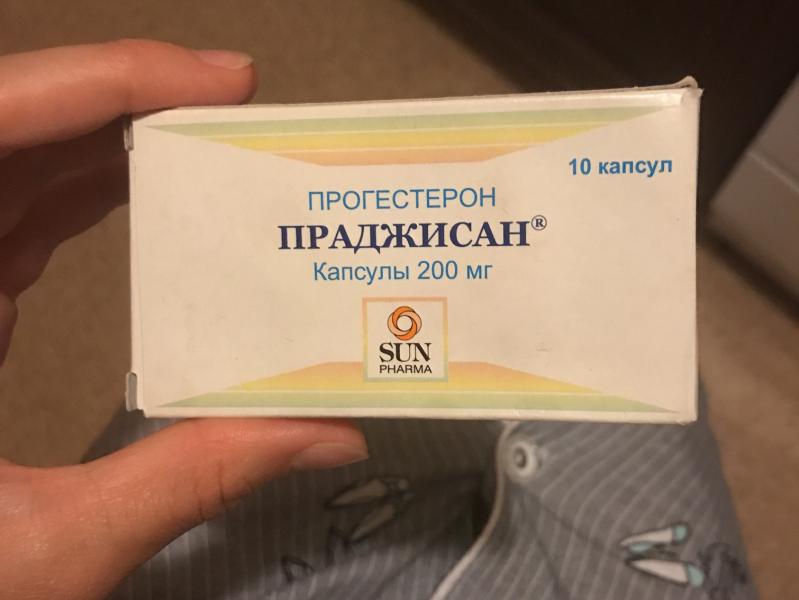 10 капсул
ПРОГЕСТЕРОН
ПРАДЖИСАН®
Капсулы 200 мг
SUN
PHARMA